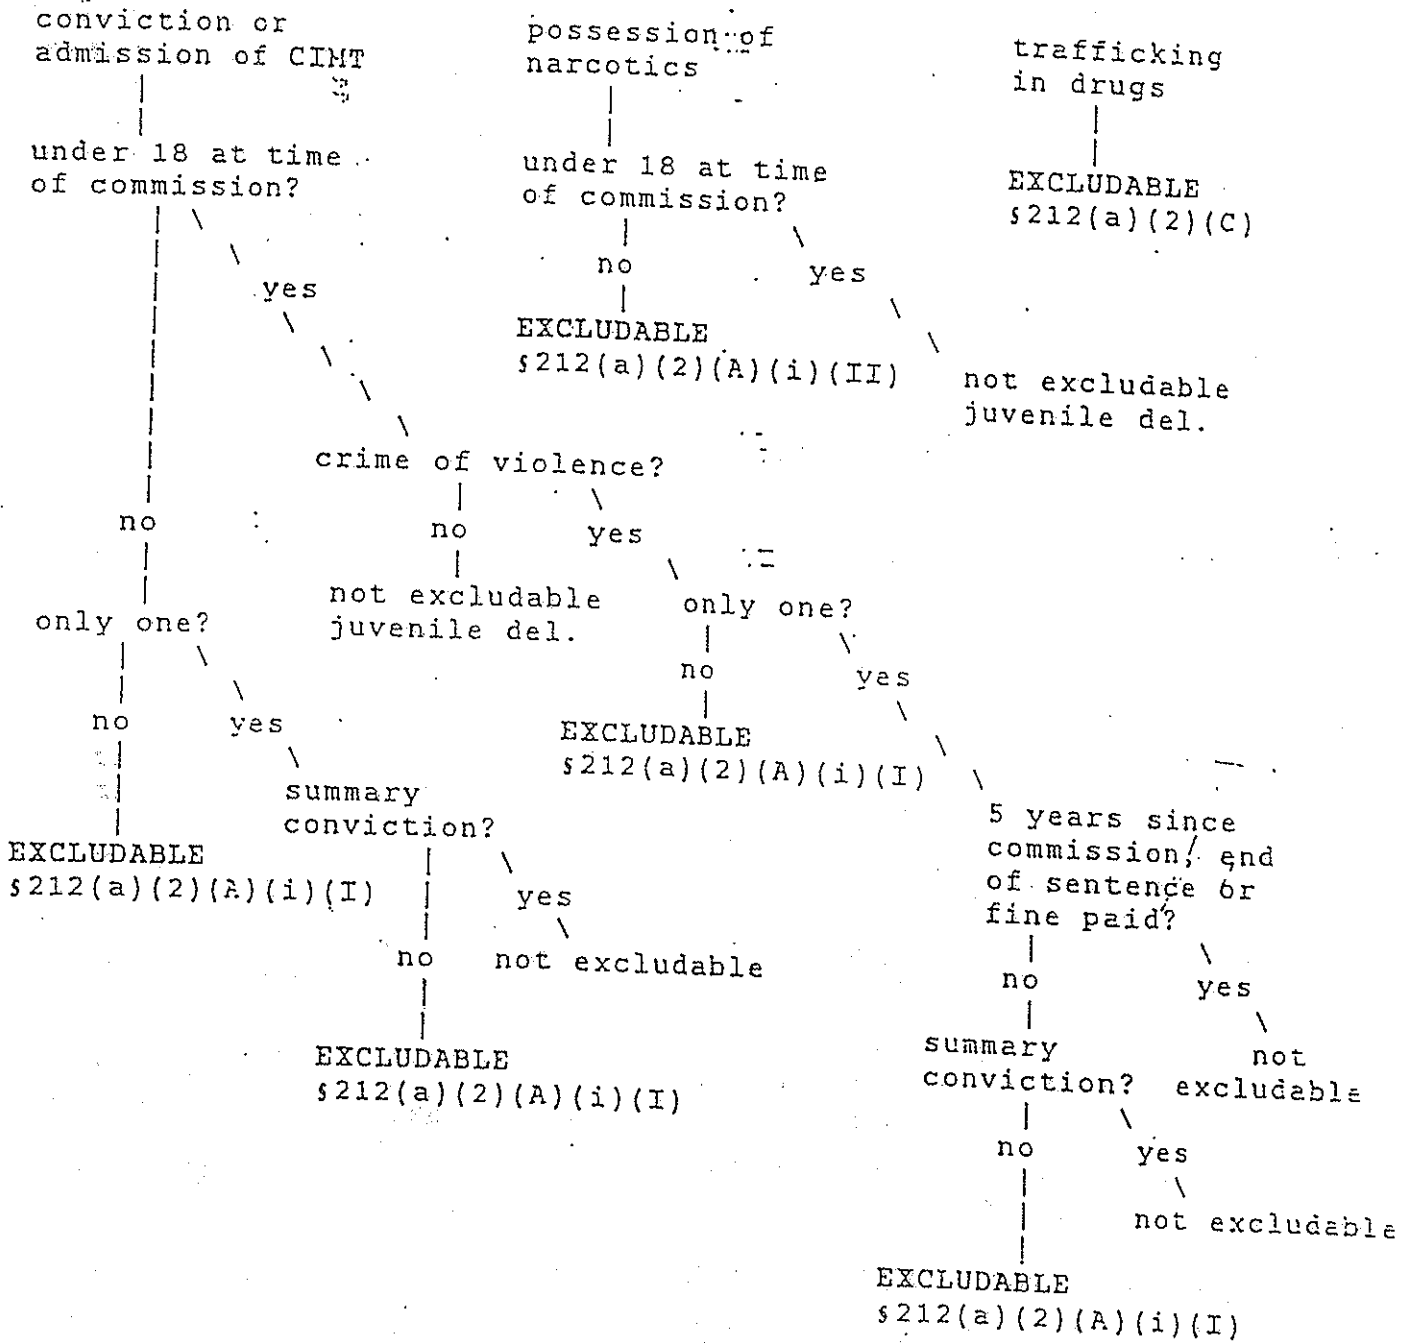 conviction or
admission of CIMT
under 18 at time
of commission?
yes
crime of violence?
no
yes
not excludable
juvenile del.
only one?
no
EXCLUDABLE
§212(a)(2)(A)(i)(I)
yes
5 years since
commission, end
of sentence or
fine paid?
no
yes
not
excludable
summary
conviction?
no
yes
not excludable
EXCLUDABLE
§212(a)(2)(A)(i)(I)
no
only one?
no
yes
EXCLUDABLE
§212(a)(2)(A)(i)(I)
summary
conviction?
yes
not excludable
no
EXCLUDABLE
§212(a)(2)(A)(i)(I)
possession of
narcotics
under 18 at time
of commission?
no
yes
EXCLUDABLE
§212(a)(2)(A)(i)(II)
not excludable
juvenile del.
trafficking
in drugs
EXCLUDABLE
§212(a)(2)(C)